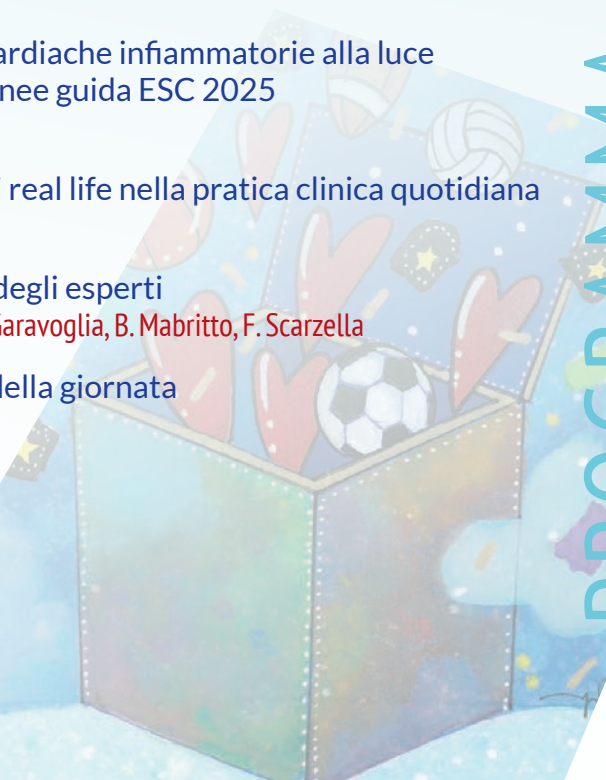 ardiache infiammatorie alla luce
nee guida ESC 2025
real life nella pratica clinica quotidiana
degli esperti
Garavoglia, B. Mabritto, F. Scarzella
della giornata
PROGRAMMA